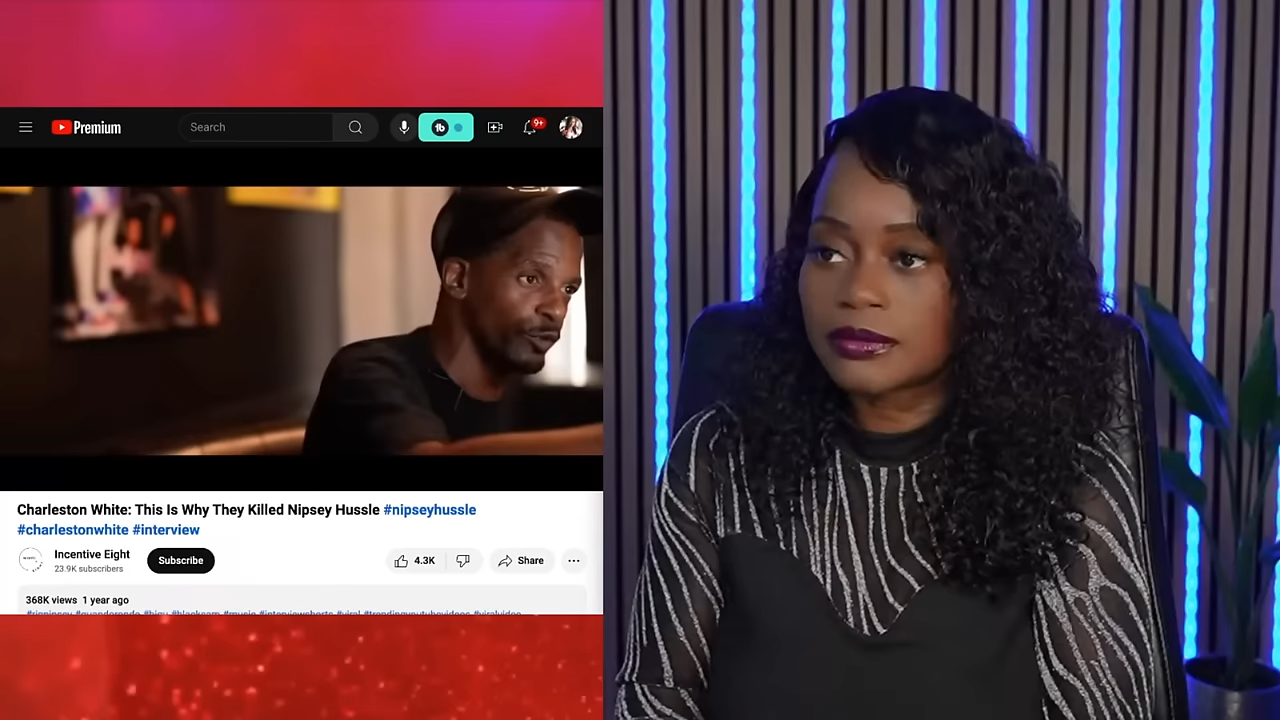 Premium
Search
9+
Charleston White: This Is Why They Killed Nipsey Hussle #nipseyhussle
#charlestonwhite #interview
Incentive Eight
23.9K subscribers
Subscribe
4.3K
Share
368K views 1 year ago